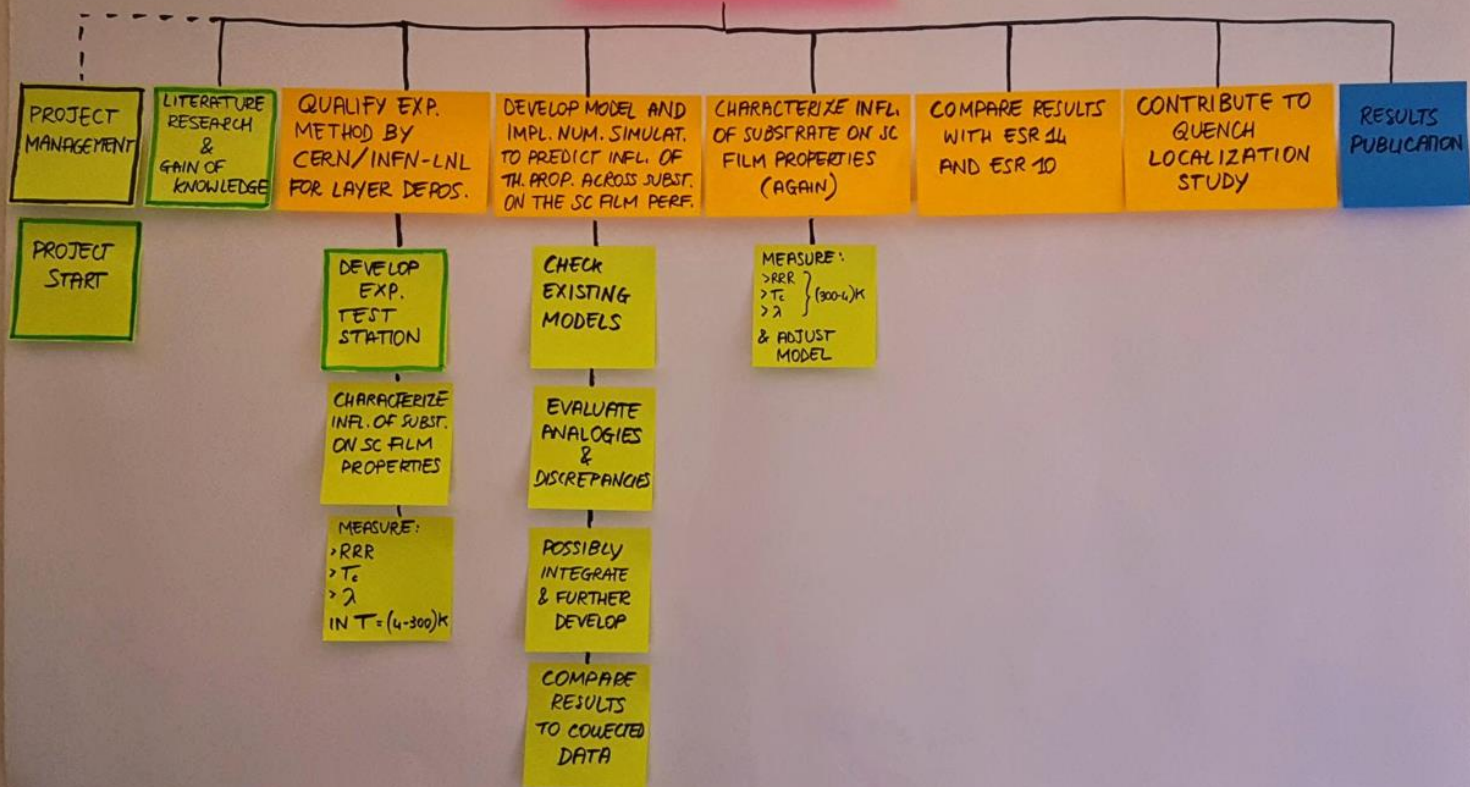 PROJECT
MANAGEMENT
LITERATURE
RESEARCH
&
GAIN OF
KNOWLEDGE
QUALIFY EXP.
METHOD BY
CERN/INFN-LNL
FOR LAYER DEPOS.
DEVELOP MODEL AND
IMPL. NUM. SIMULAT.
TO PREDICT INFL. OF
TH. PROP. ACROSS SUBST.
ON THE SC FILM PERF.
CHARACTERIZE INFL.
OF SUBSTRATE ON SC
FILM PROPERTIES
(AGAIN)
COMPARE RESULTS
WITH ESR 14
AND ESR 10
CONTRIBUTE TO
QUENCH
LOCALIZATION
STUDY
RESULTS
PUBLICATION
PROJECT
START
DEVELOP
EXP.
TEST
STATION
CHARACTERIZE
INFL. OF SUBST.
ON SC FILM
PROPERTIES
MEASURE:
>RRR
>Tc
>λ
IN T = (4-300)K
CHECK
EXISTING
MODELS
EVALUATE
ANALOGIES
&
DISCREPANCIES
POSSIBLY
INTEGRATE
& FURTHER
DEVELOP
COMPARE
RESULTS
TO COLLECTED
DATA
MEASURE:
>RRR
>Tc } (300-4)K
>λ
& ADJUST
MODEL